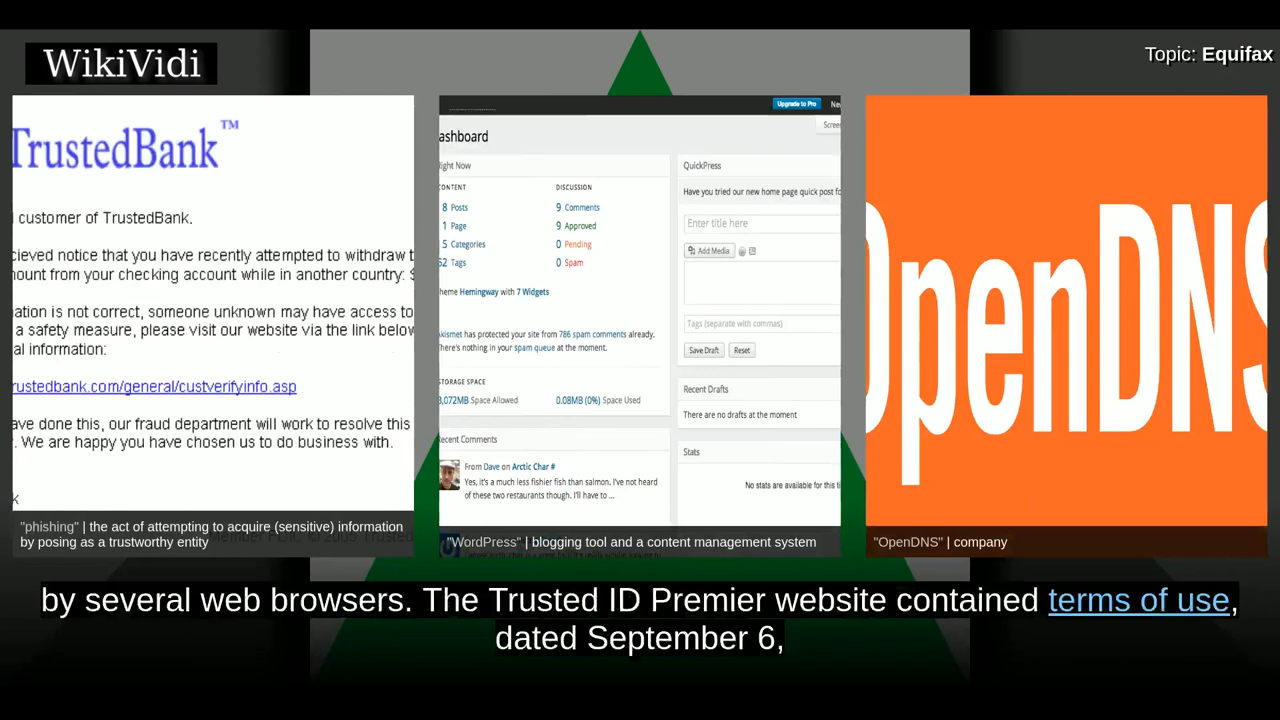 WikiVidi
Topic: Equifax
TrustedBank™
customer of TrustedBank.
cieved notice that you have recently attempted to withdraw t
ount from your checking account while in another country: $
ation is not correct, someone unknown may have access to
a safety measure, please visit our website via the link below
al information:
rustedbank.com/general/custverifyinfo.asp
ave done this, our fraud department will work to resolve this
. We are happy you have chosen us to do business with.
k
Member FDIC © 2005 Trusted
"phishing" | the act of attempting to acquire (sensitive) information
by posing as a trustworthy entity
Upgrade to Pro
Ne
Scree
ashboard
Right Now
CONTENT
DISCUSSION
8 Posts
9 Comments
1 Page
9 Approved
5 Categories
0 Pending
52 Tags
0 Spam
heme Hemingway with 7 Widgets
kismet has protected your site from 786 spam comments already.
There's nothing in your spam queue at the moment.
STORAGE SPACE
3,072MB Space Allowed
0.08MB (0%) Space Used
Recent Comments
From Dave on Arctic Char #
Yes, it's a much less fishier fish than salmon. I've not heard
of these two restaurants though. I'll have to ...
QuickPress
Have you tried our new home page quick post fo
Enter title here
Add Media
Tags (separate with commas)
Save Draft
Reset
Recent Drafts
There are no drafts at the moment
Stats
No stats are available for this ti
"WordPress" | blogging tool and a content management system
OpenDNS
"OpenDNS" | company
by several web browsers. The Trusted ID Premier website contained terms of use,
dated September 6,